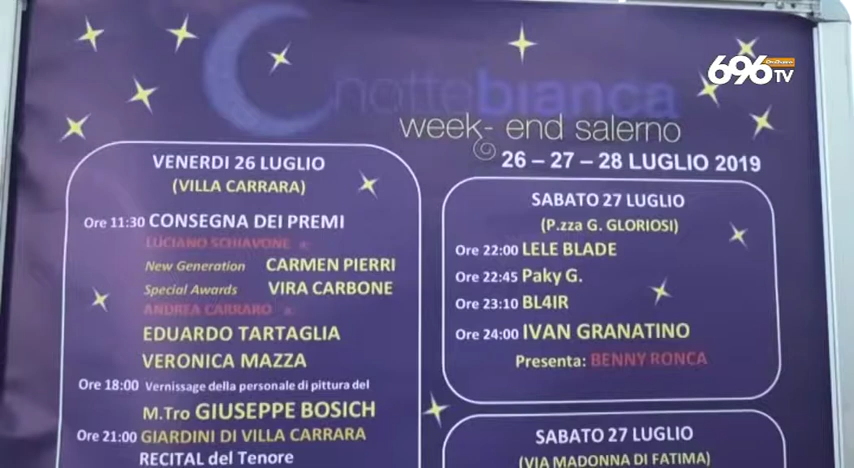 696 TV
OndaNove
nottebianca
week- end salerno
26 – 27 – 28 LUGLIO 2019
VENERDI 26 LUGLIO
(VILLA CARRARA)
Ore 11:30 CONSEGNA DEI PREMI
LUCIANO SCHIAVONE e
New Generation CARMEN PIERRI
Special Awards VIRA CARBONE
ANDREA CARRARO e
EDUARDO TARTAGLIA
VERONICA MAZZA
Ore 18:00 Vernissage della personale di pittura del
M.Tro GIUSEPPE BOSICH
Ore 21:00 GIARDINI DI VILLA CARRARA
RECITAL del Tenore
SABATO 27 LUGLIO
(P.zza G. GLORIOSI)
Ore 22:00 LELE BLADE
Ore 22:45 Paky G.
Ore 23:10 BL4IR
Ore 24:00 IVAN GRANATINO
Presenta: BENNY RONCA
SABATO 27 LUGLIO
(VIA MADONNA DI FATIMA)